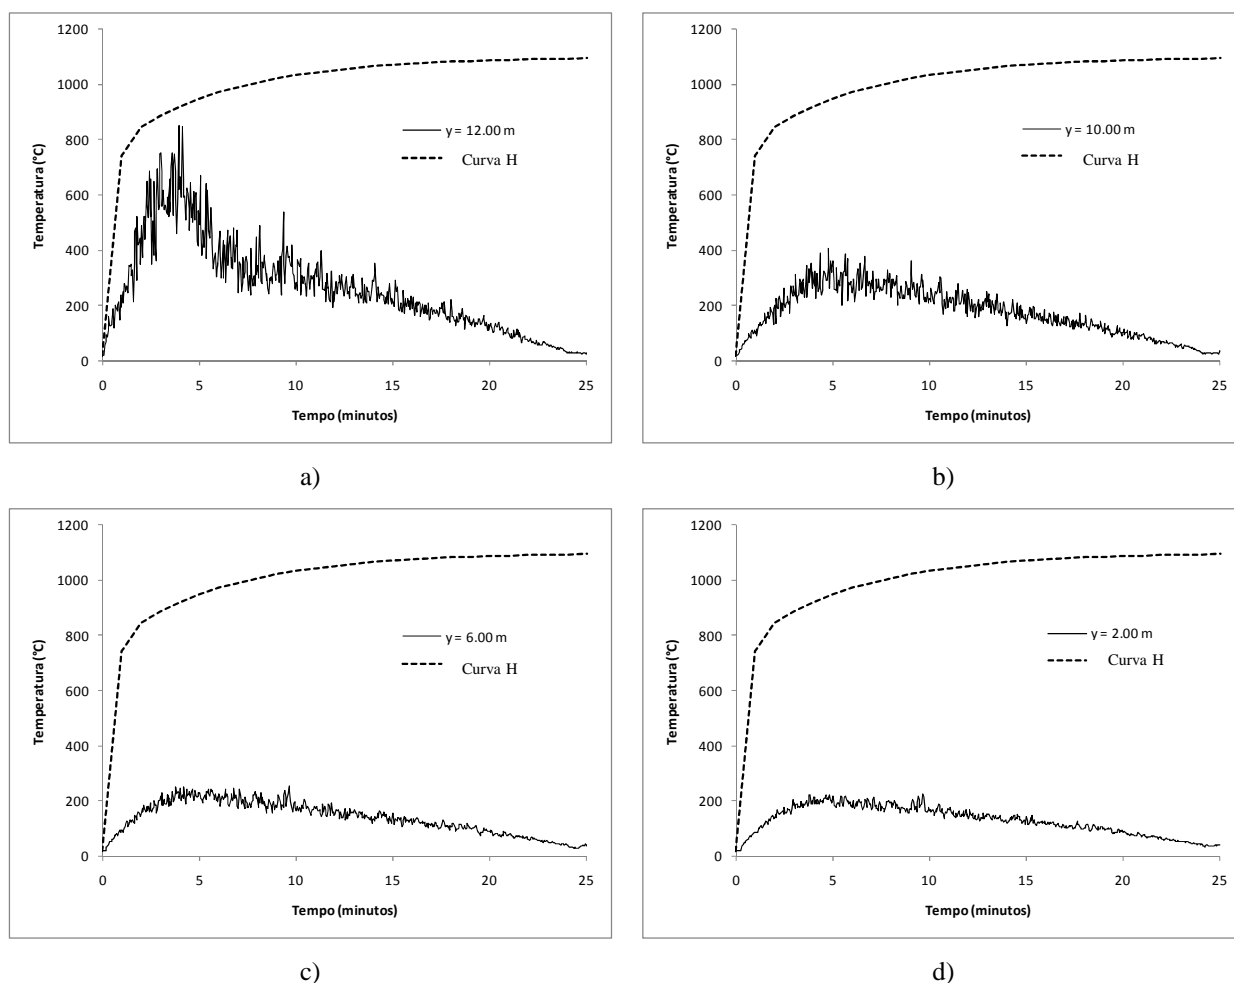 1200
1000
800
600
400
200
0
Temperatura (°C)
y = 12.00 m
Curva H
0 5 10 15 20 25
Tempo (minutos)
a)
1200
1000
800
600
400
200
0
Temperatura (°C)
y = 10.00 m
Curva H
0 5 10 15 20 25
Tempo (minutos)
b)
1200
1000
800
600
400
200
0
Temperatura (°C)
y = 6.00 m
Curva H
0 5 10 15 20 25
Tempo (minutos)
c)
1200
1000
800
600
400
200
0
Temperatura (°C)
y = 2.00 m
Curva H
0 5 10 15 20 25
Tempo (minutos)
d)